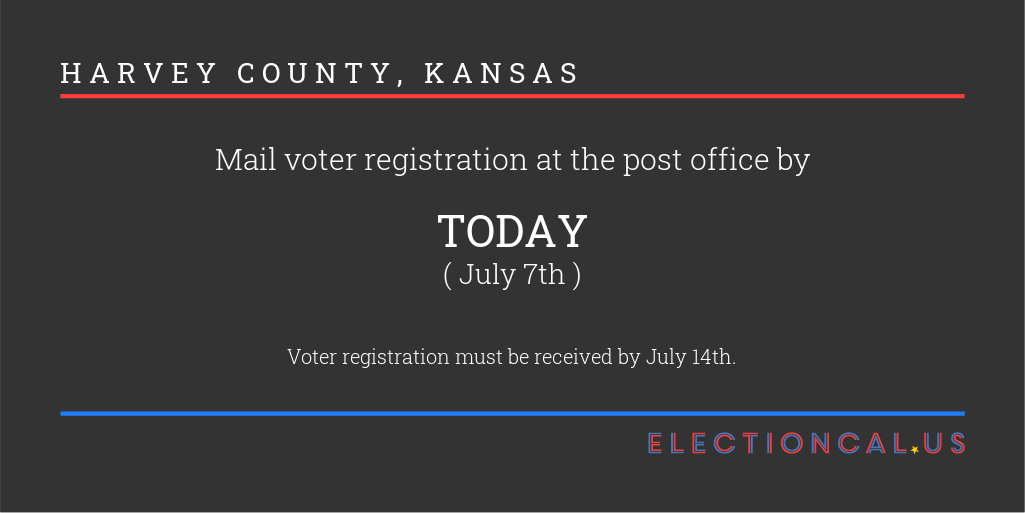 HARVEY COUNTY, KANSAS
Mail voter registration at the post office by
TODAY
( July 7th )
Voter registration must be received by July 14th.
ELECTIONCAL.US